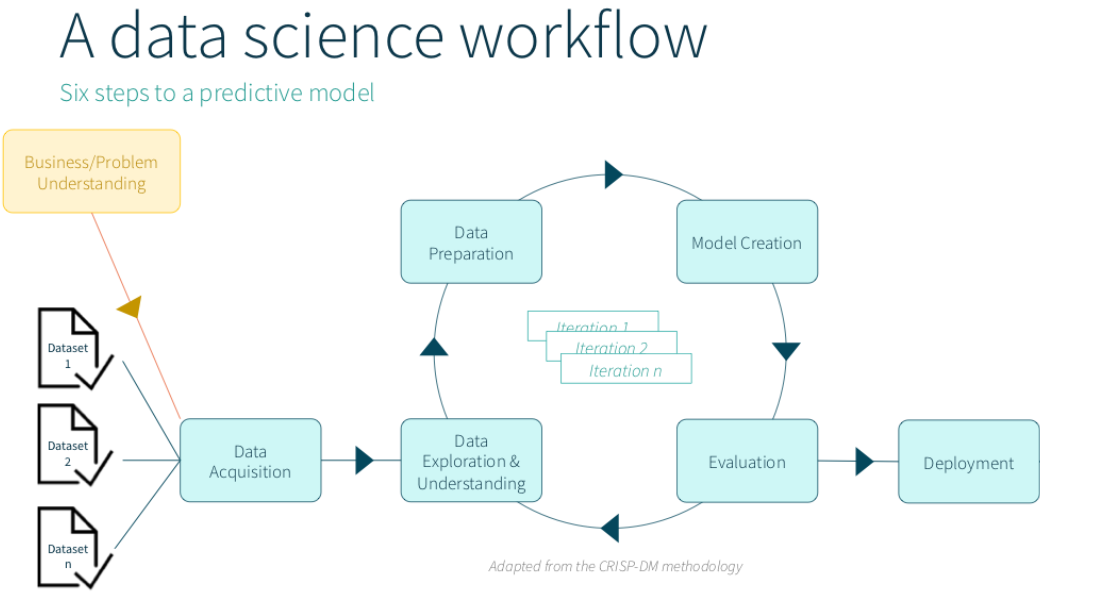 A data science workflow
Six steps to a predictive model
Business/Problem
Understanding
Data
Preparation
Model Creation
Iteration 1
Iteration 2
Iteration n
Dataset
1
Dataset
2
Dataset
n
Data
Acquisition
Data
Exploration &
Understanding
Evaluation
Deployment
Adapted from the CRISP-DM methodology